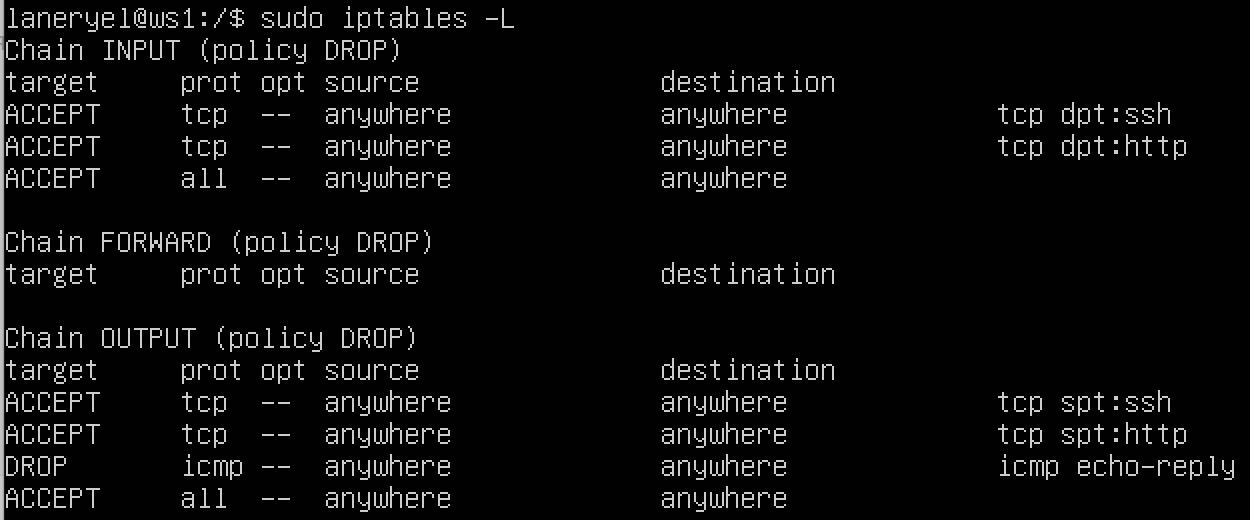 laneryel@ws1:/$ sudo iptables -L
Chain INPUT (policy DROP)
target     prot opt source               destination
ACCEPT     tcp  --  anywhere             anywhere             tcp dpt:ssh
ACCEPT     tcp  --  anywhere             anywhere             tcp dpt:http
ACCEPT     all  --  anywhere             anywhere
Chain FORWARD (policy DROP)
target     prot opt source               destination
Chain OUTPUT (policy DROP)
target     prot opt source               destination
ACCEPT     tcp  --  anywhere             anywhere             tcp spt:ssh
ACCEPT     tcp  --  anywhere             anywhere             tcp spt:http
DROP       icmp --  anywhere             anywhere             icmp echo-reply
ACCEPT     all  --  anywhere             anywhere